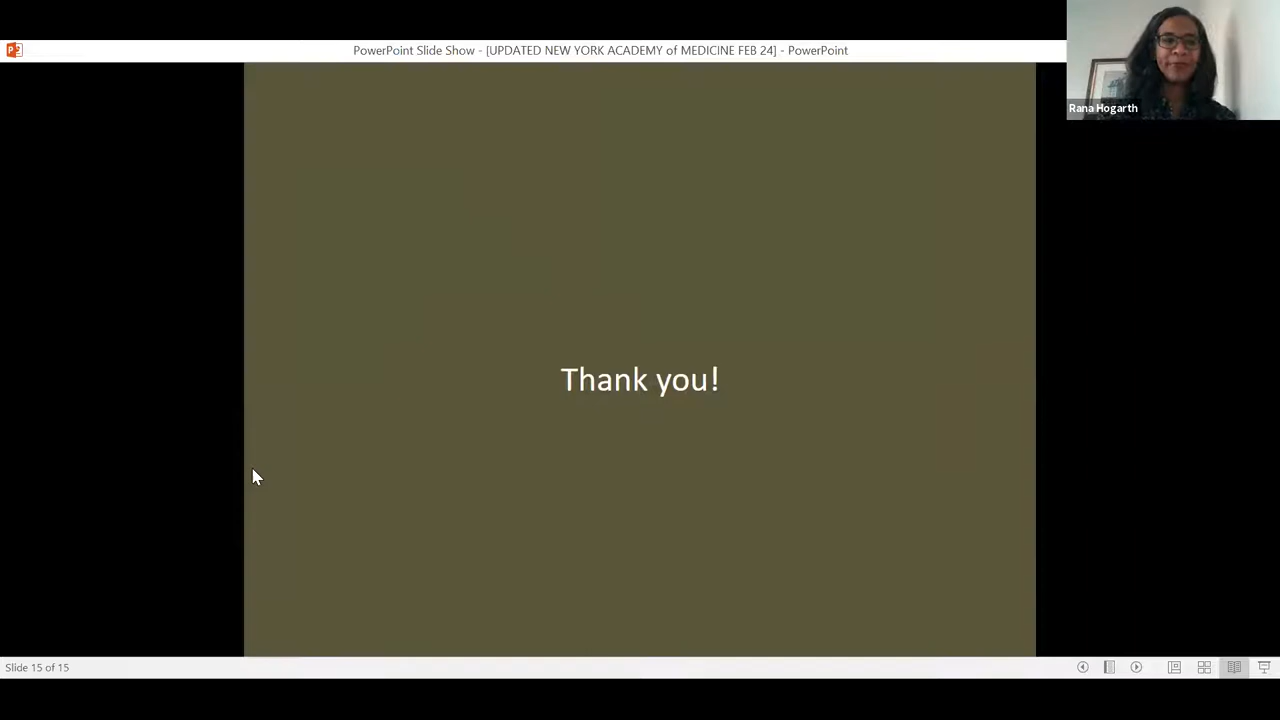 PowerPoint Slide Show - [UPDATED NEW YORK ACADEMY of MEDICINE FEB 24] - PowerPoint
Rana Hogarth
Thank you!
Slide 15 of 15